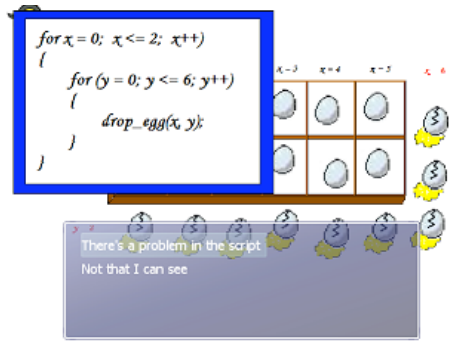 for x = 0; x <= 2; x++)
{
for (y = 0; y <= 6; y++)
{
drop_egg(x, y);
}
}
x = 3 x = 4 x = 5 x 6
There's a problem in the script
Not that I can see